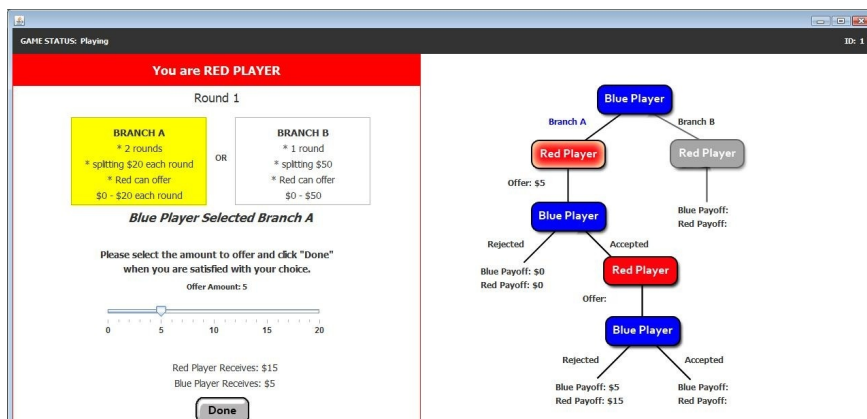 GAME STATUS: Playing
ID: 1
You are RED PLAYER
Round 1
BRANCH A
* 2 rounds
* splitting $20 each round
* Red can offer
$0 - $20 each round
OR
BRANCH B
* 1 round
* splitting $50
* Red can offer
$0 - $50
Blue Player Selected Branch A
Please select the amount to offer and click "Done"
when you are satisfied with your choice.
Offer Amount: 5
0 5 10 15 20
Red Player Receives: $15
Blue Player Receives: $5
Done
Blue Player
Branch A
Branch B
Red Player
Red Player
Offer: $5
Blue Payoff:
Red Payoff:
Blue Player
Rejected
Accepted
Blue Payoff: $0
Red Payoff: $0
Red Player
Offer:
Blue Player
Rejected
Accepted
Blue Payoff: $5
Red Payoff: $15
Blue Payoff:
Red Payoff: